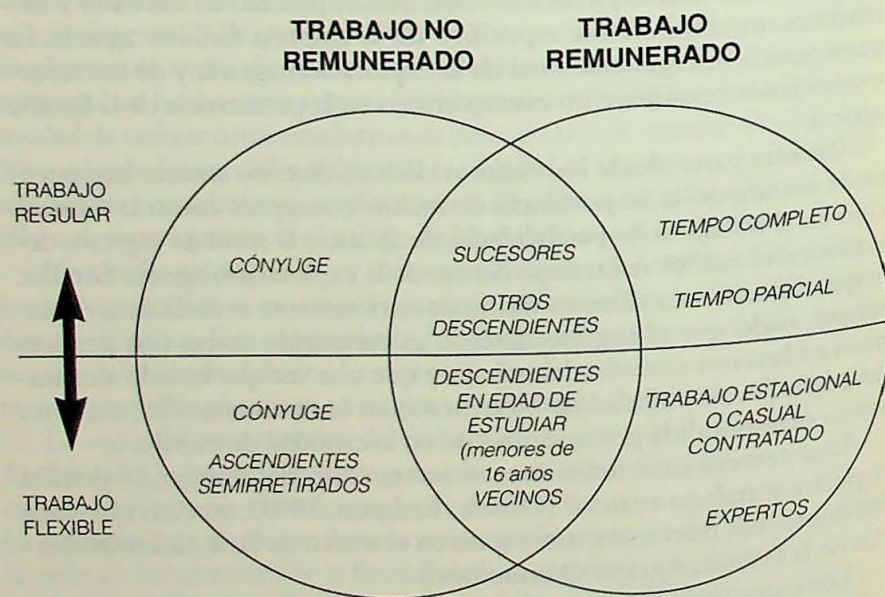 TRABAJO NO
REMUNERADO
TRABAJO
REMUNERADO
TRABAJO
REGULAR
CÓNYUGE
SUCESORES
OTROS
DESCENDIENTES
TIEMPO COMPLETO
TIEMPO PARCIAL
CÓNYUGE
ASCENDIENTES
SEMIRRETIRADOS
DESCENDIENTES
EN EDAD DE
ESTUDIAR
(menores de
16 años
VECINOS
TRABAJO ESTACIONAL
O CASUAL
CONTRATADO
EXPERTOS
TRABAJO
FLEXIBLE